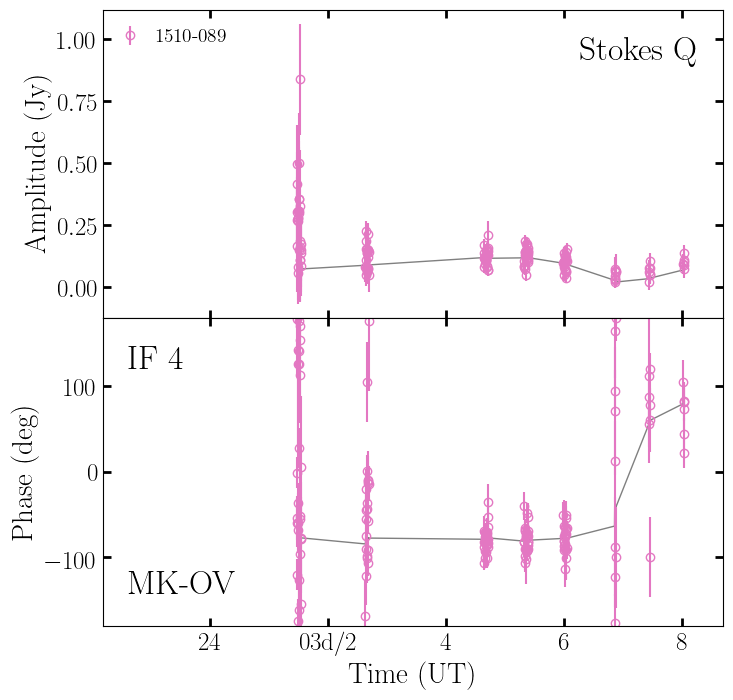 1510-089
Stokes Q
1.00
0.75
0.50
0.25
0.00
Amplitude (Jy)
IF 4
100
0
−100
Phase (deg)
MK-OV
24 03d/2 4 6 8
Time (UT)